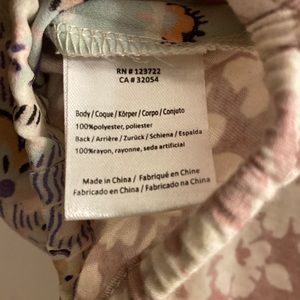 RN # 123722
CA # 32054
Body / Coque / Körper / Corpo / Conjuto
100%polyester, poliester
Back / Arrière / Zurück / Schiena / Espalda
100%rayon, rayonne, seda artificial
Made in China / Fabriqué en Chine
Fabricado en China / Fabricado na China